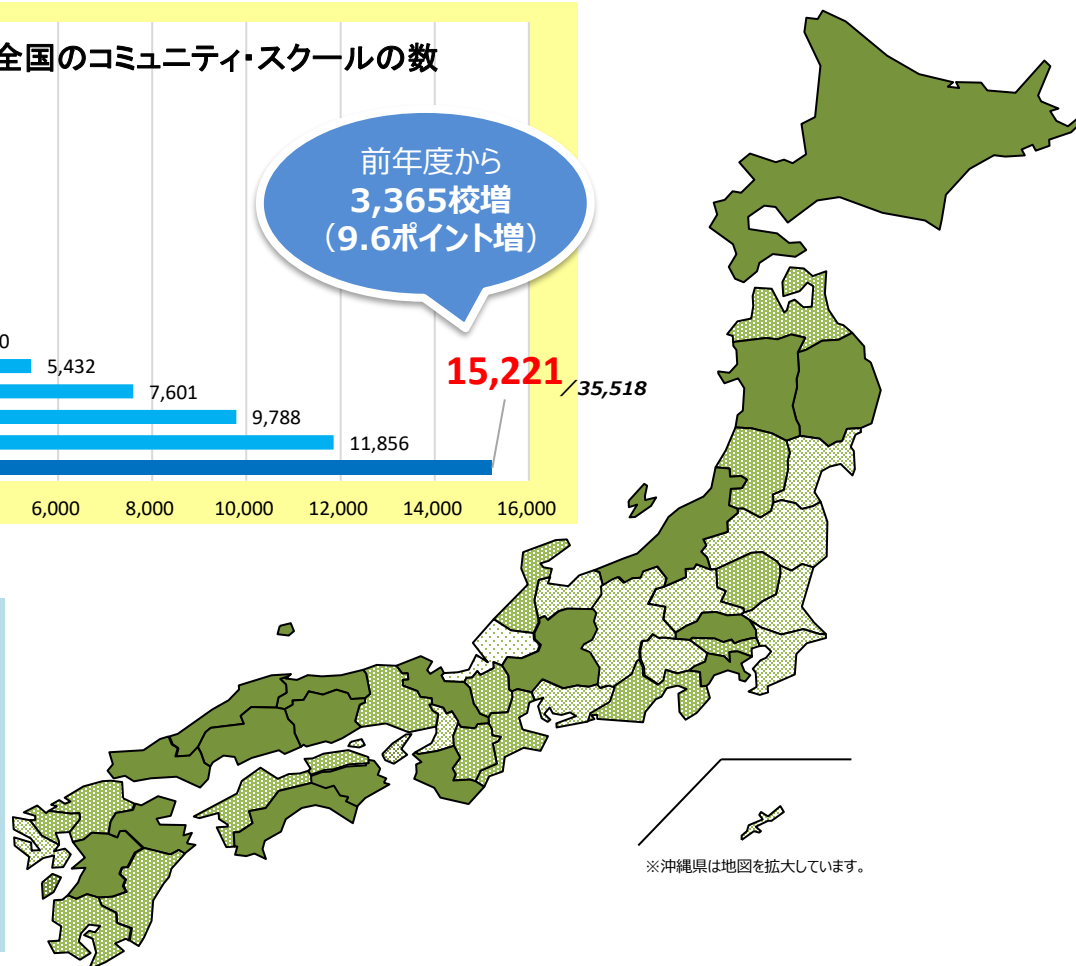 全国のコミュニティ・スクールの数
前年度から
3,365校増
（9.6ポイント増）
0
5,432
15,221／35,518
7,601
9,788
11,856
6,000 8,000 10,000 12,000 14,000 16,000
※沖縄県は地図を拡大しています。